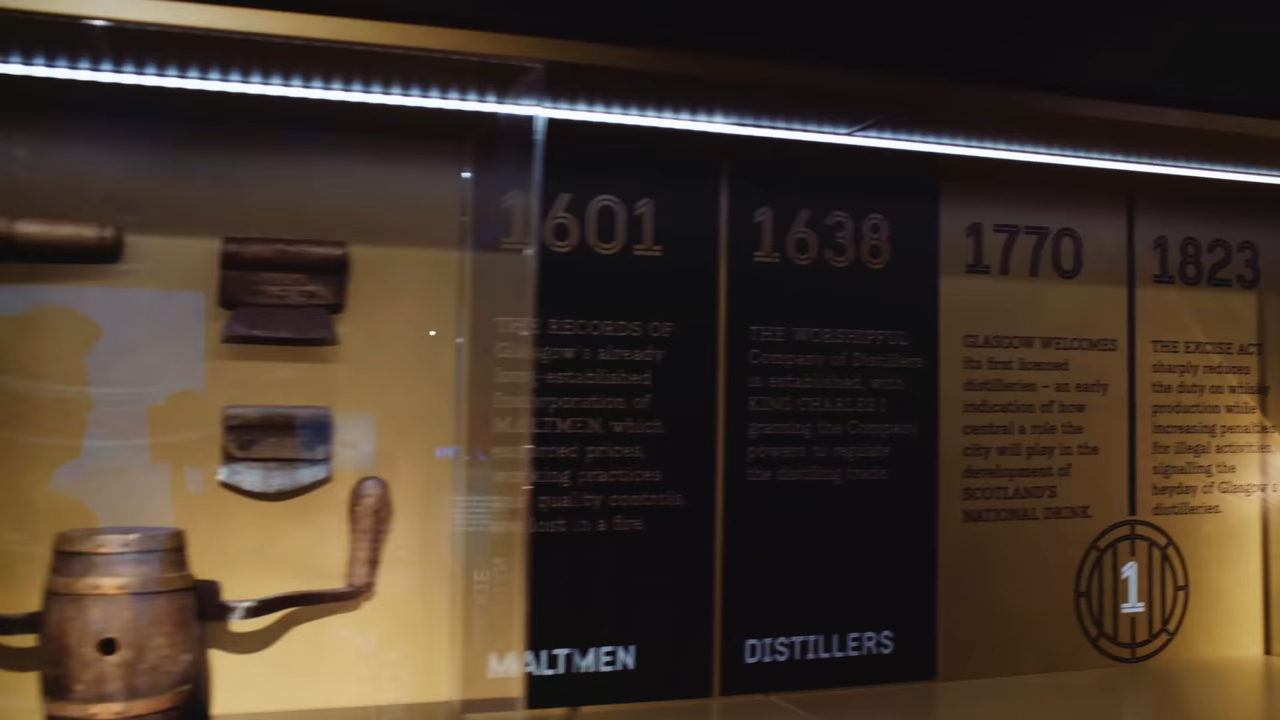 1601
THE RECORDS OF
Glasgow's already
long-established
Incorporation of
MALTMEN, which
prices,
practices
quality controls,
lost in a fire.
MALTMEN
1638
THE WORSHIPFUL
Company of Distillers
is established, with
KING CHARLES I
granting the Company
powers to regulate
the distilling trade.
DISTILLERS
1770
GLASGOW WELCOMES
its first licensed
distilleries – an early
indication of how
central a role the
city will play in the
development of
SCOTLAND'S
NATIONAL DRINK.
1823
THE EXCISE ACT
sharply reduces
the duty on whisky
production while
increasing penalties
for illegal activities,
signalling the
heyday of Glasgow's
distilleries.
1